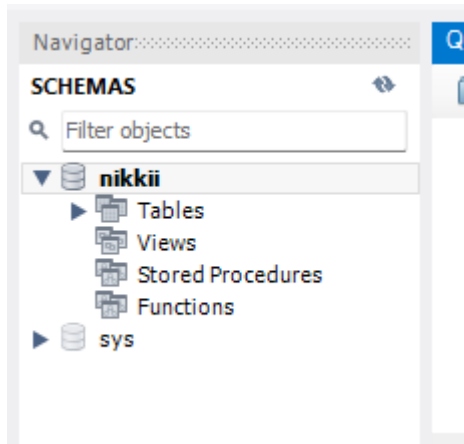 Navigator
SCHEMAS
Filter objects
nikkii
Tables
Views
Stored Procedures
Functions
sys